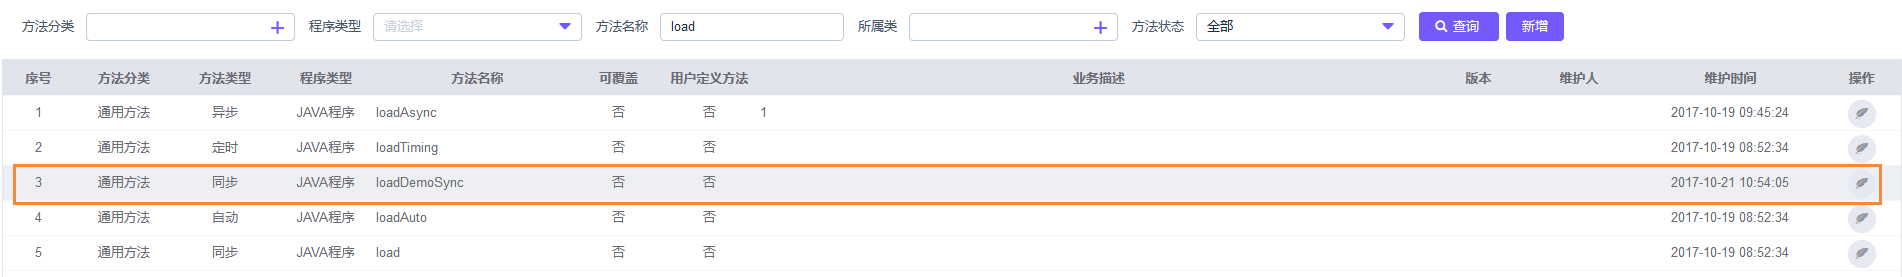 方法分类 程序类型 请选择 方法名称 load 所属类 方法状态 全部 查询 新增
序号 方法分类 方法类型 程序类型 方法名称 可覆盖 用户定义方法 业务描述 版本 维护人 维护时间 操作
1 通用方法 异步 JAVA程序 loadAsync 否 否 1 2017-10-19 09:45:24
2 通用方法 定时 JAVA程序 loadTiming 否 否 2017-10-19 08:52:34
3 通用方法 同步 JAVA程序 loadDemoSync 否 否 2017-10-21 10:54:05
4 通用方法 自动 JAVA程序 loadAuto 否 否 2017-10-19 08:52:34
5 通用方法 同步 JAVA程序 load 否 否 2017-10-19 08:52:34